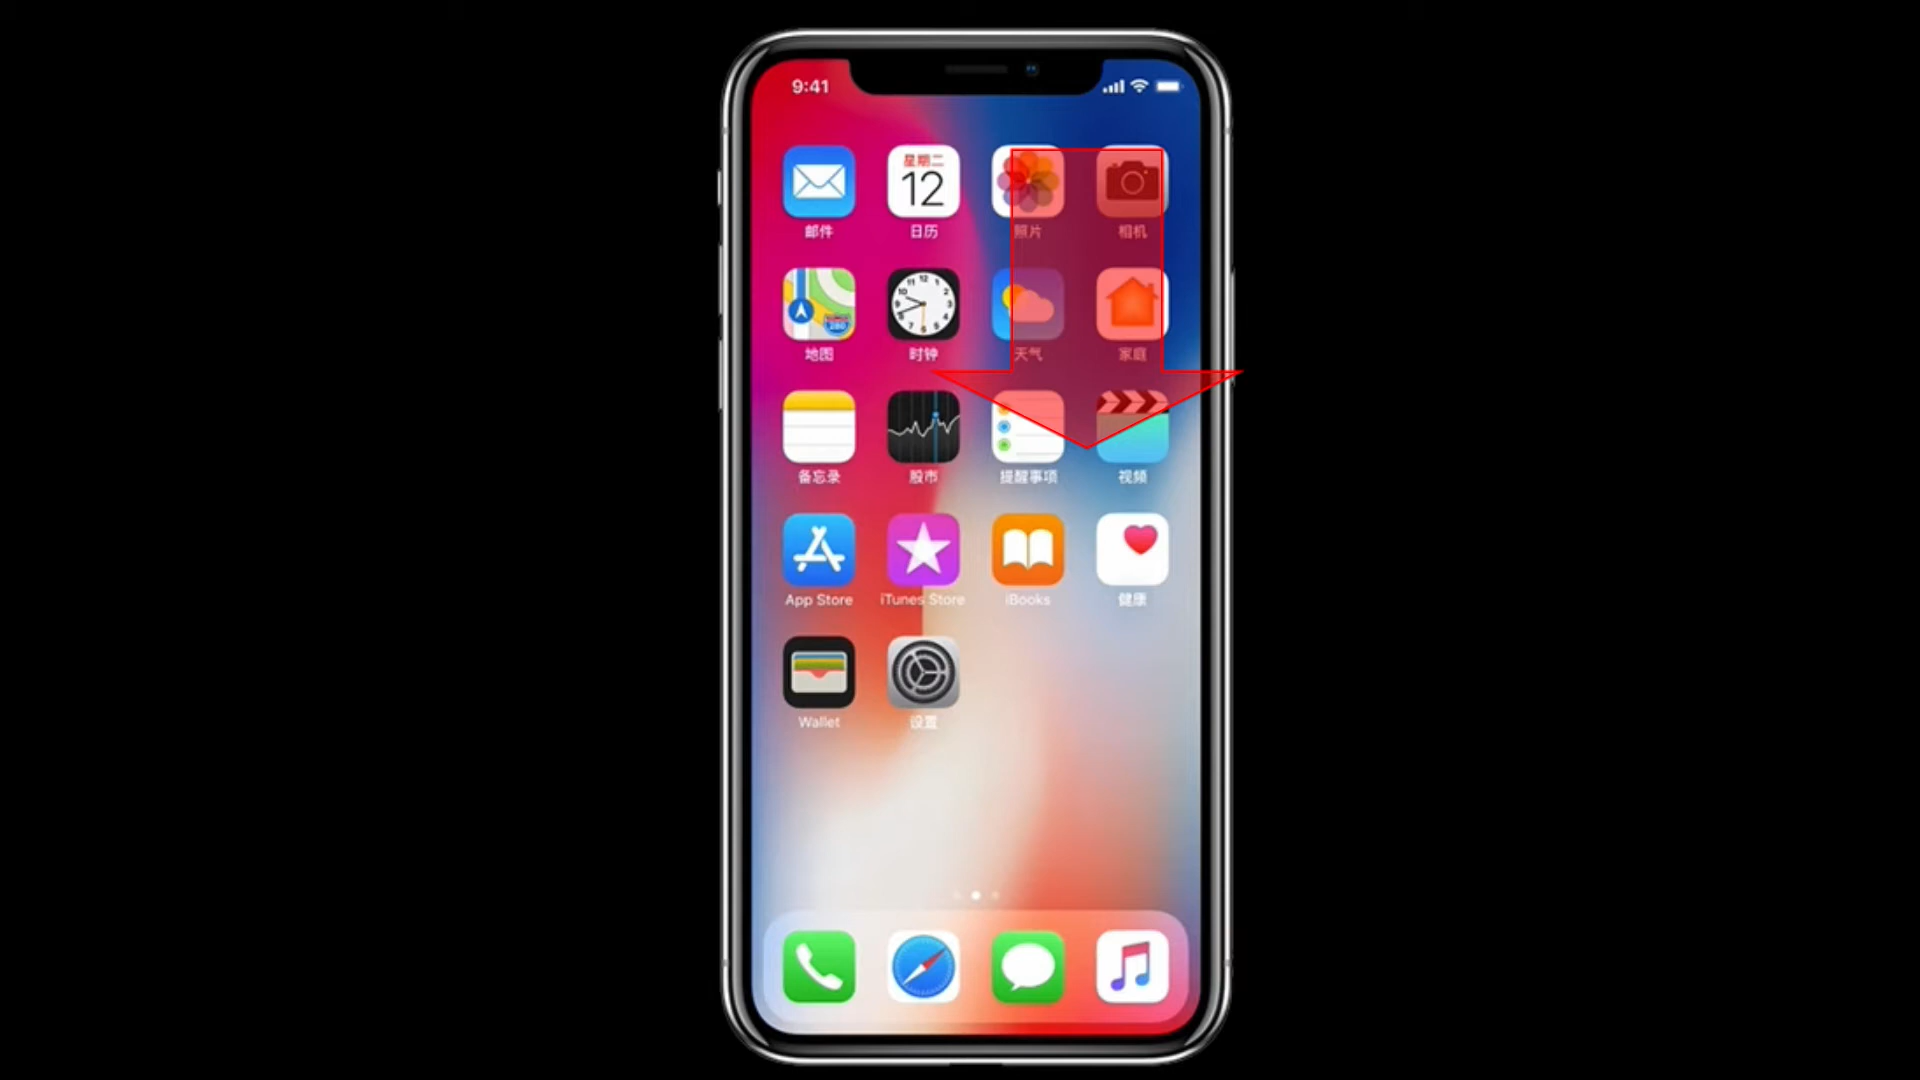 9:41
星期二
12
邮件
日历
照片
相机
地图
时钟
天气
家庭
备忘录
股市
提醒事项
视频
App Store
iTunes Store
iBooks
健康
Wallet
设置